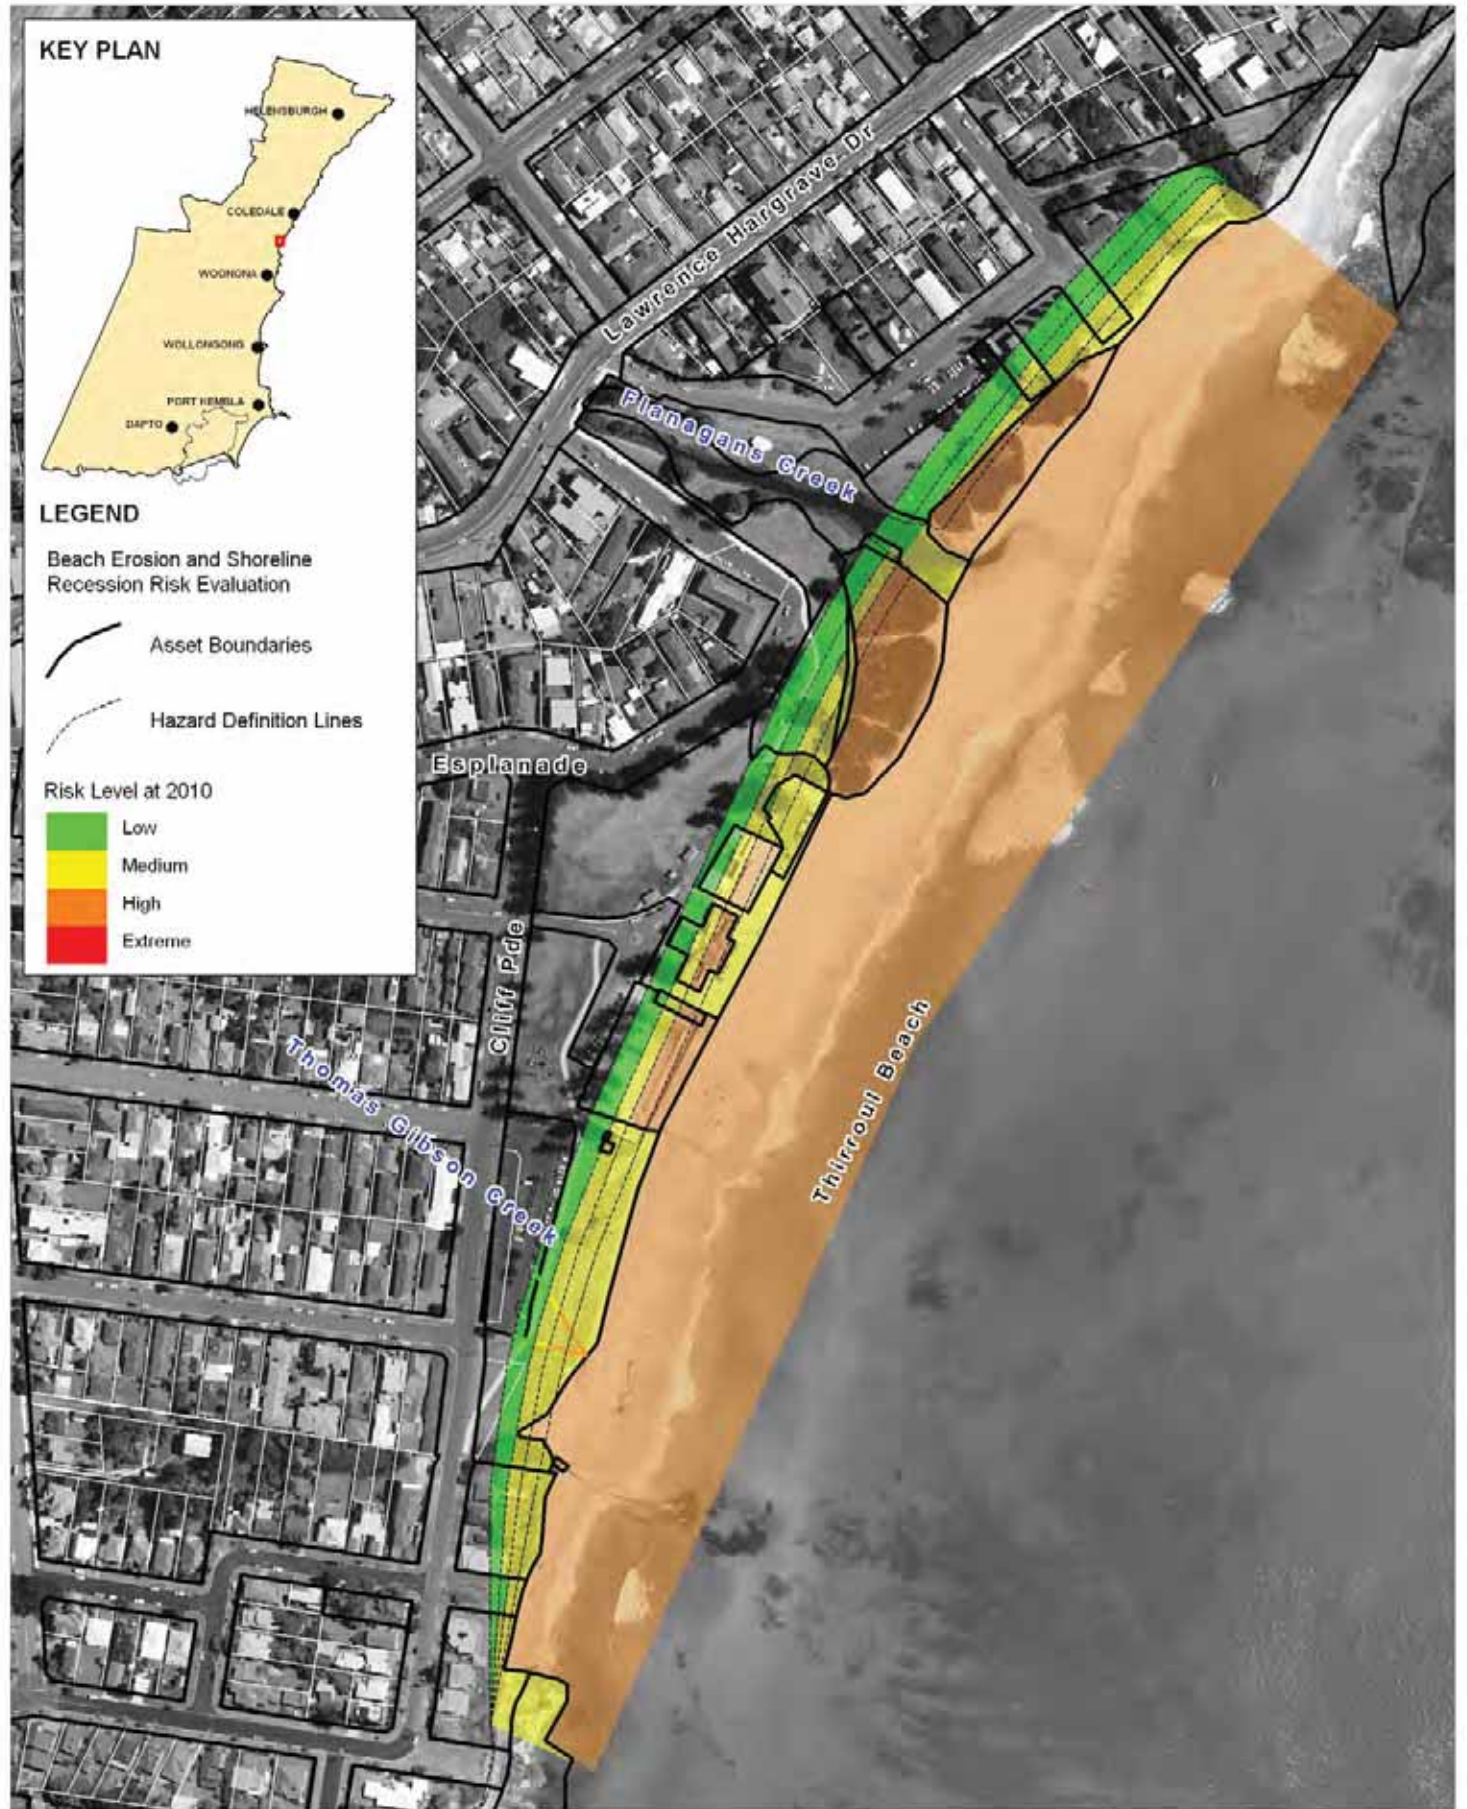 KEY PLAN
HELENSBURGH
COLEDALE
WOONONA
WOLLONGONG
PORT KEMBLA
DAPTO
LEGEND
Beach Erosion and Shoreline
Recession Risk Evaluation
Asset Boundaries
Hazard Definition Lines
Risk Level at 2010
Low
Medium
High
Extreme
Lawrence Hargrave Dr
Flanagans Creek
Esplanade
Cliff Pde
Thomas Gibson Creek
Thirroul Beach